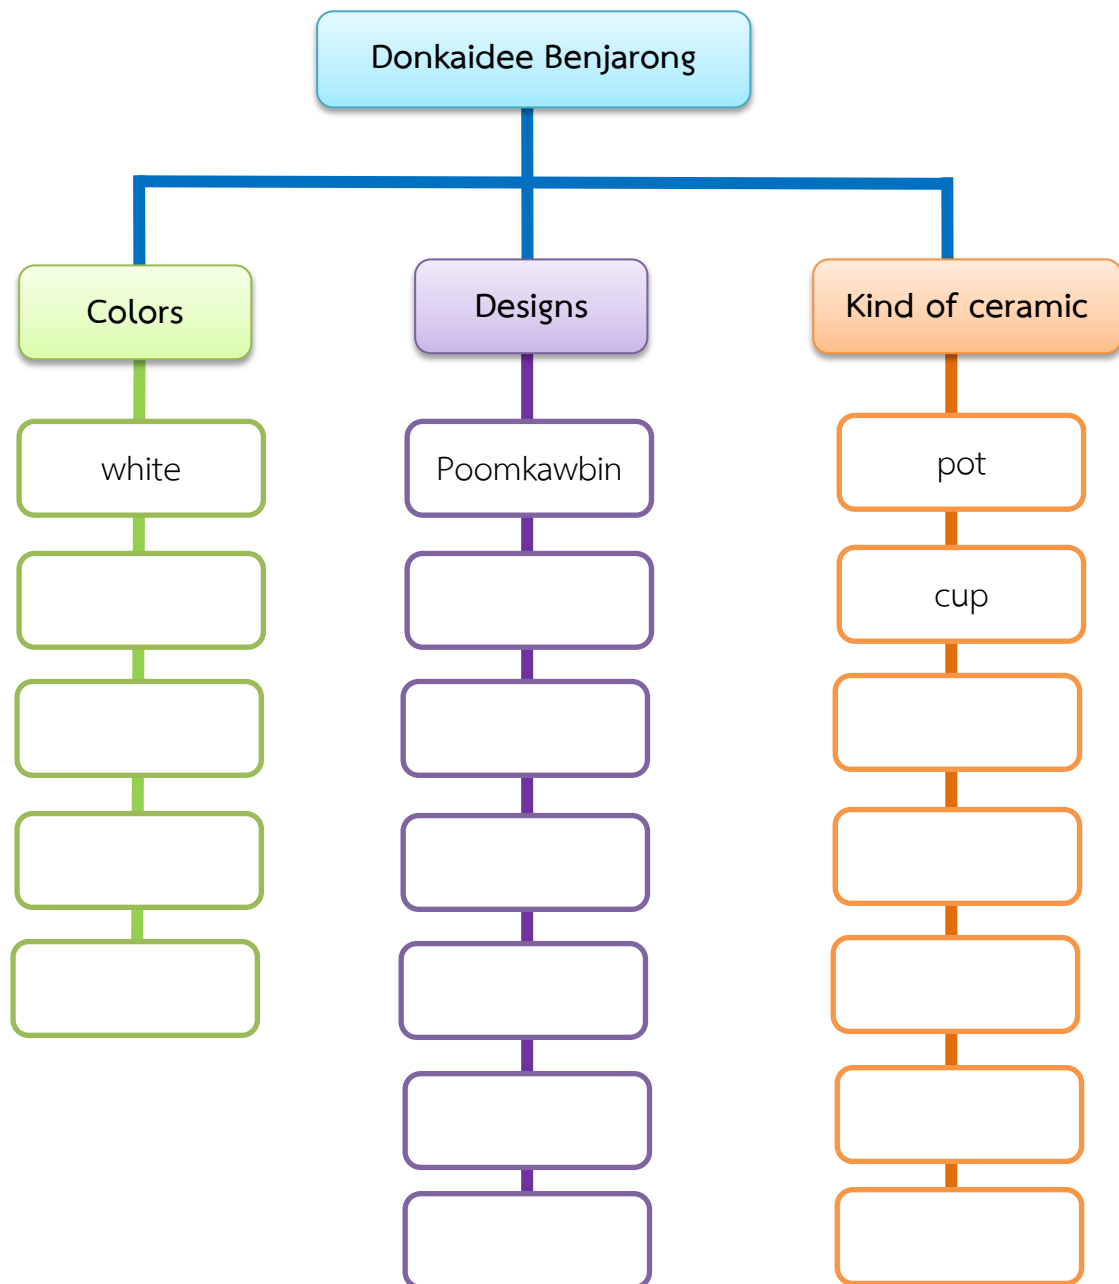 Donkaidee Benjarong
Colors
Designs
Kind of ceramic
white
Poomkawbin
pot
cup